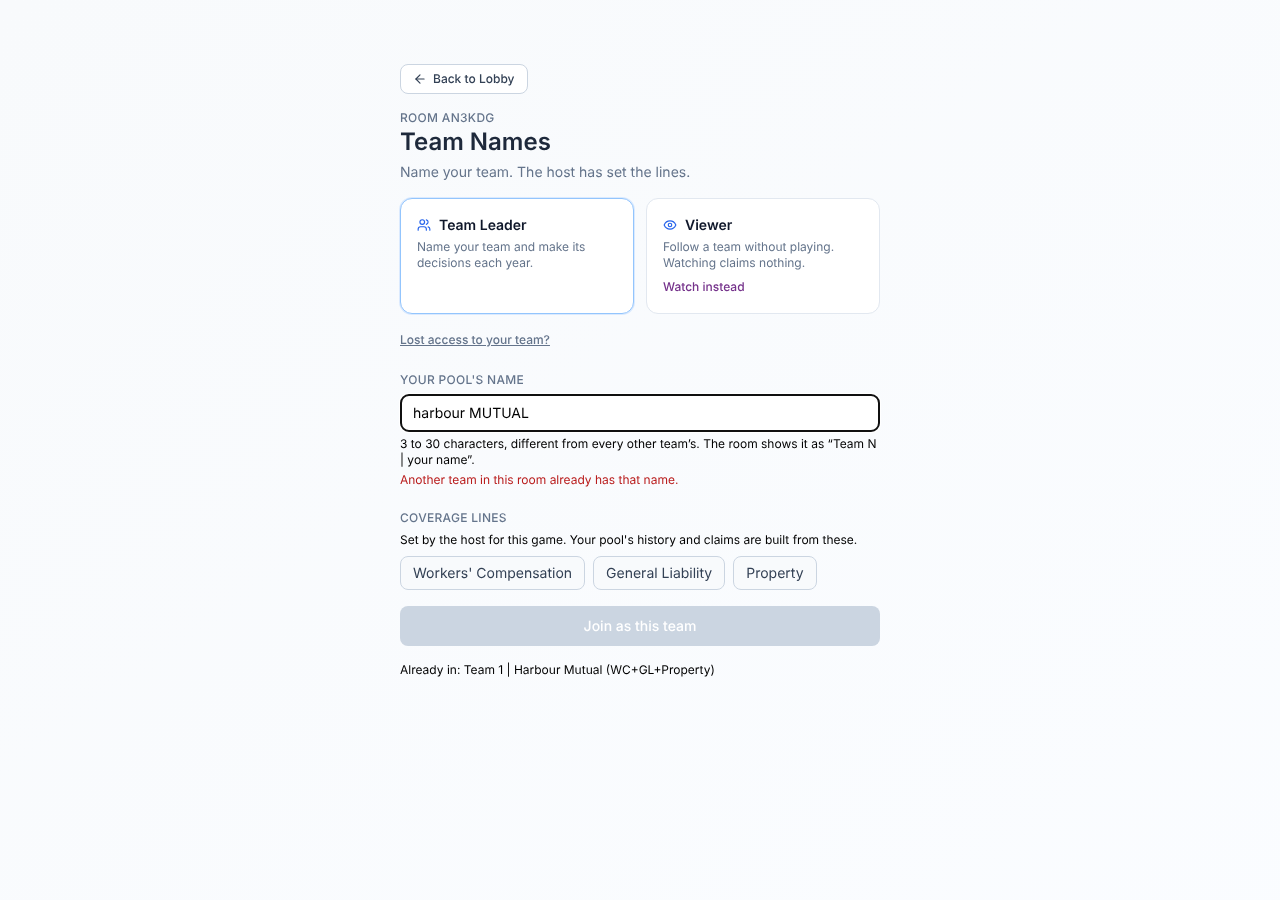 Back to Lobby
ROOM AN3KDG
Team Names
Name your team. The host has set the lines.
Team Leader
Name your team and make its
decisions each year.
Viewer
Follow a team without playing.
Watching claims nothing.
Watch instead
Lost access to your team?
YOUR POOL'S NAME
harbour MUTUAL
3 to 30 characters, different from every other team’s. The room shows it as “Team N
| your name”.
Another team in this room already has that name.
COVERAGE LINES
Set by the host for this game. Your pool's history and claims are built from these.
Workers' Compensation
General Liability
Property
Join as this team
Already in: Team 1 | Harbour Mutual (WC+GL+Property)